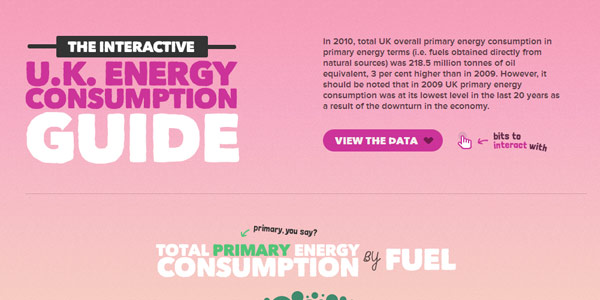 THE INTERACTIVE
U.K. ENERGY
CONSUMPTION
GUIDE
In 2010, total UK overall primary energy consumption in
primary energy terms (i.e. fuels obtained directly from
natural sources) was 218.5 million tonnes of oil
equivalent, 3 per cent higher than in 2009. However, it
should be noted that in 2009 UK primary energy
consumption was at its lowest level in the last 20 years as
a result of the downturn in the economy.
VIEW THE DATA
bits to
interact with
primary, you say?
TOTAL PRIMARY ENERGY
CONSUMPTION by FUEL